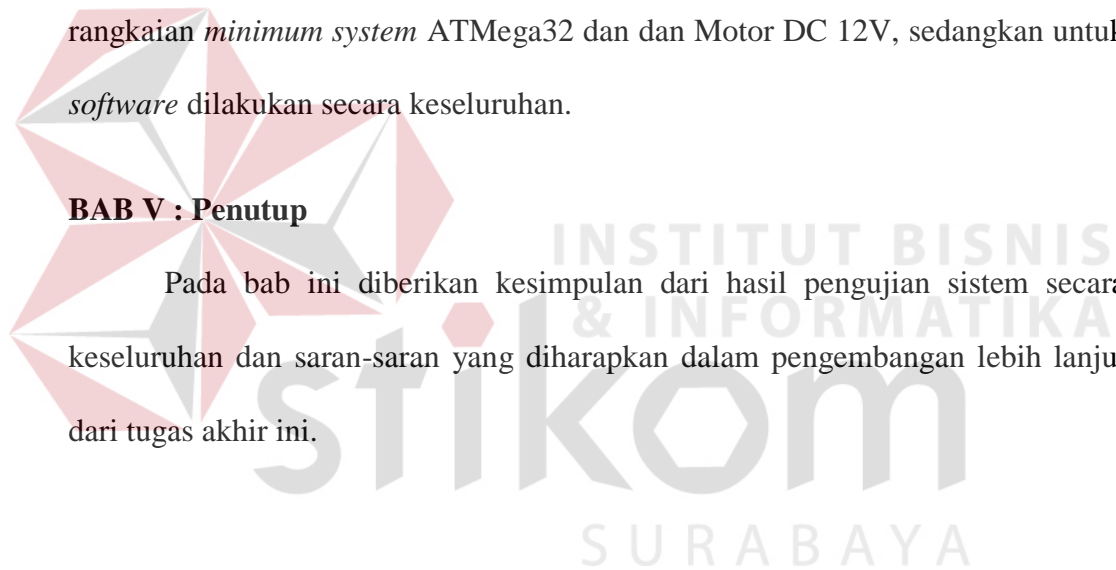 rangkaian minimum system ATMega32 dan dan Motor DC 12V, sedangkan untuk
software dilakukan secara keseluruhan.
BAB V : Penutup
Pada bab ini diberikan kesimpulan dari hasil pengujian sistem secara
keseluruhan dan saran-saran yang diharapkan dalam pengembangan lebih lanju
dari tugas akhir ini.
INSTITUT BISNIS
& INFORMATIKA
stikom
SURABAYA